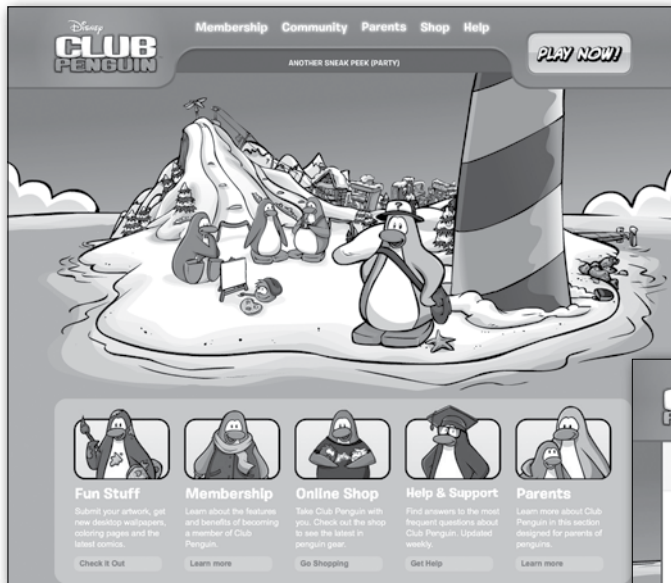 Disney
CLUB
PENGUIN
Membership Community Parents Shop Help
ANOTHER SNEAK PEEK (PARTY)
PLAY NOW!
Fun Stuff
Submit your artwork, get
new desktop wallpapers,
coloring pages and the
latest comics.
Check it Out
Membership
Learn about the features
and benefits of becoming
a member of Club
Penguin.
Learn more
Online Shop
Take Club Penguin with
you. Check out the shop
to see the latest in
penguin gear.
Go Shopping
Help & Support
Find answers to the most
frequent questions about
Club Penguin. Updated
weekly.
Get Help
Parents
Learn more about Club
Penguin in this section
designed for parents of
penguins.
Learn more